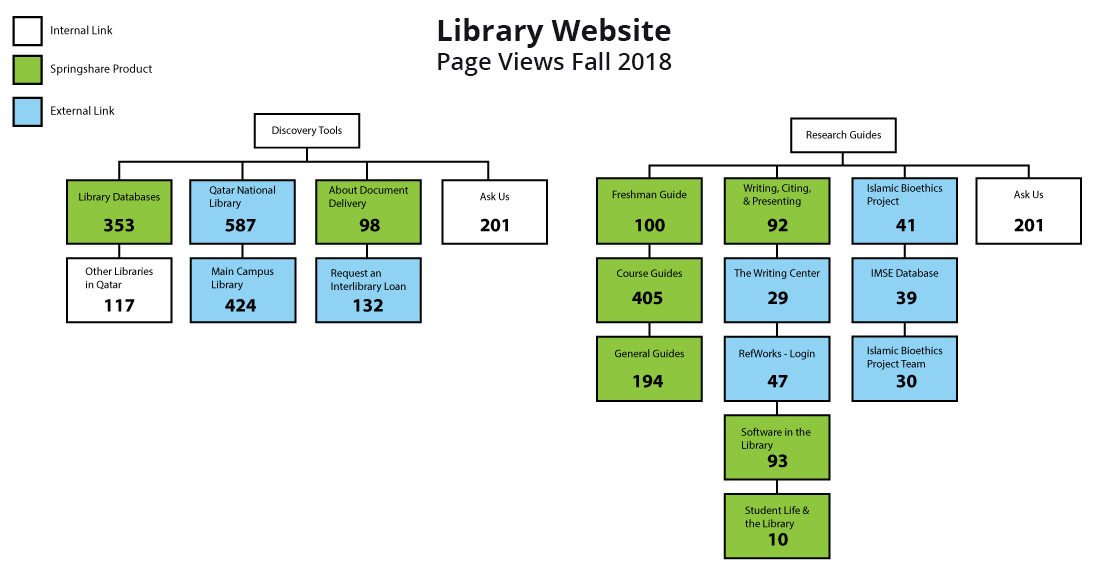 Library Website
Page Views Fall 2018
Internal Link
Springshare Product
External Link
Discovery Tools
Library Databases
353
Qatar National
Library
587
About Document
Delivery
98
Ask Us
201
Other Libraries
in Qatar
117
Main Campus
Library
424
Request an
Interlibrary Loan
132
Research Guides
Freshman Guide
100
Writing, Citing,
& Presenting
92
Islamic Bioethics
Project
41
Ask Us
201
Course Guides
405
The Writing Center
29
IMSE Database
39
General Guides
194
RefWorks - Login
47
Islamic Bioethics
Project Team
30
Software in the
Library
93
Student Life &
the Library
10